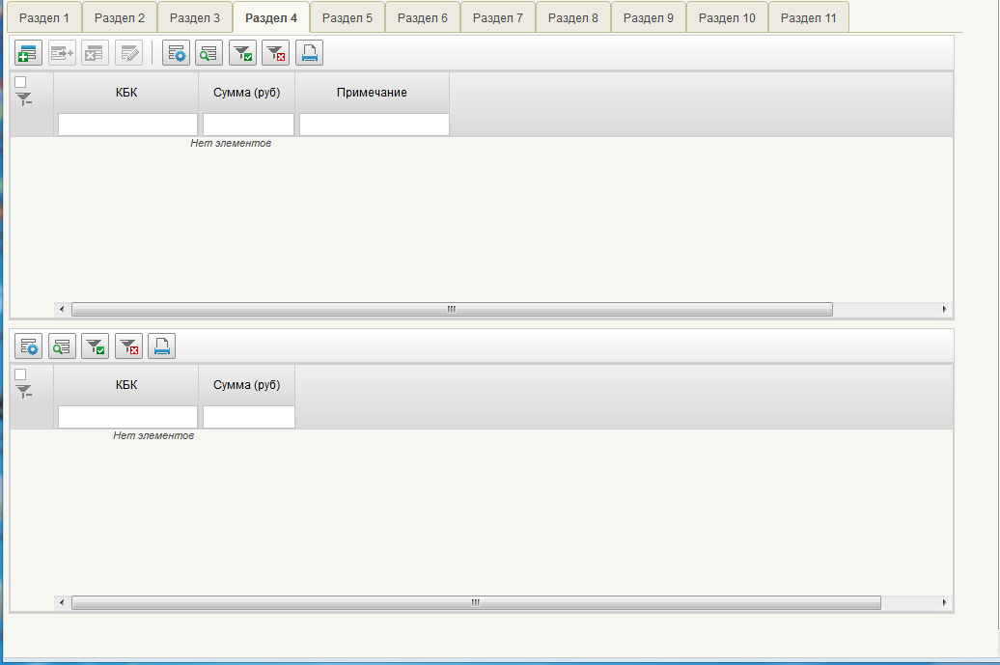 Раздел 1 Раздел 2 Раздел 3 Раздел 4 Раздел 5 Раздел 6 Раздел 7 Раздел 8 Раздел 9 Раздел 10 Раздел 11
КБК Сумма (руб) Примечание
Нет элементов
КБК Сумма (руб)
Нет элементов